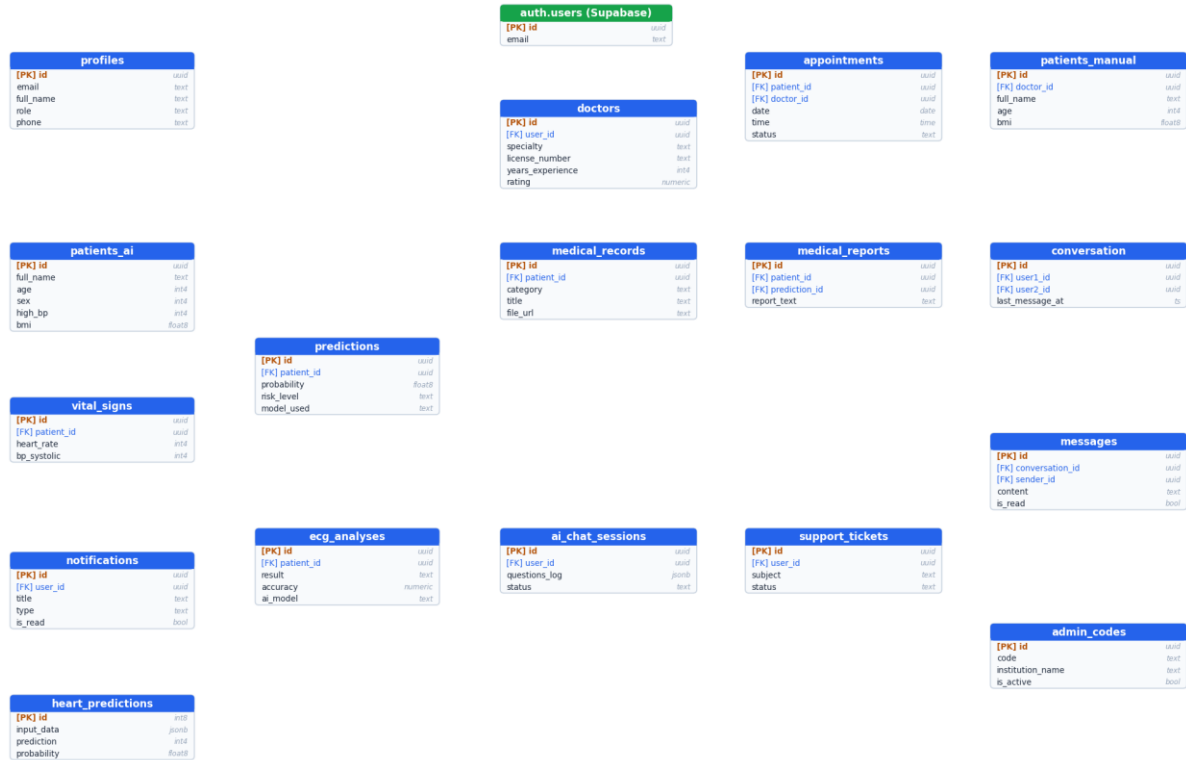 auth.users (Supabase)
[PK] id uuid
email text
profiles
[PK] id uuid
email text
full_name text
role text
phone text
appointments
[PK] id uuid
[FK] patient_id uuid
[FK] doctor_id uuid
date date
time time
status text
patients_manual
[PK] id uuid
[FK] doctor_id uuid
full_name text
age int4
bmi float8
doctors
[PK] id uuid
[FK] user_id uuid
specialty text
license_number text
years_experience int4
rating numeric
patients_ai
[PK] id uuid
full_name text
age int4
sex int4
high_bp int4
bmi float8
medical_records
[PK] id uuid
[FK] patient_id uuid
category text
title text
file_url text
medical_reports
[PK] id uuid
[FK] patient_id uuid
[FK] prediction_id uuid
report_text text
conversation
[PK] id uuid
[FK] user1_id uuid
[FK] user2_id uuid
last_message_at ts
predictions
[PK] id uuid
[FK] patient_id uuid
probability float8
risk_level text
model_used text
vital_signs
[PK] id uuid
[FK] patient_id uuid
heart_rate int4
bp_systolic int4
messages
[PK] id uuid
[FK] conversation_id uuid
[FK] sender_id uuid
content text
is_read bool
notifications
[PK] id uuid
[FK] user_id uuid
title text
type text
is_read bool
ecg_analyses
[PK] id uuid
[FK] patient_id uuid
result text
accuracy numeric
ai_model text
ai_chat_sessions
[PK] id uuid
[FK] user_id uuid
questions_log jsonb
status text
support_tickets
[PK] id uuid
[FK] user_id uuid
subject text
status text
admin_codes
[PK] id uuid
code text
institution_name text
is_active bool
heart_predictions
[PK] id int8
input_data jsonb
prediction int4
probability float8